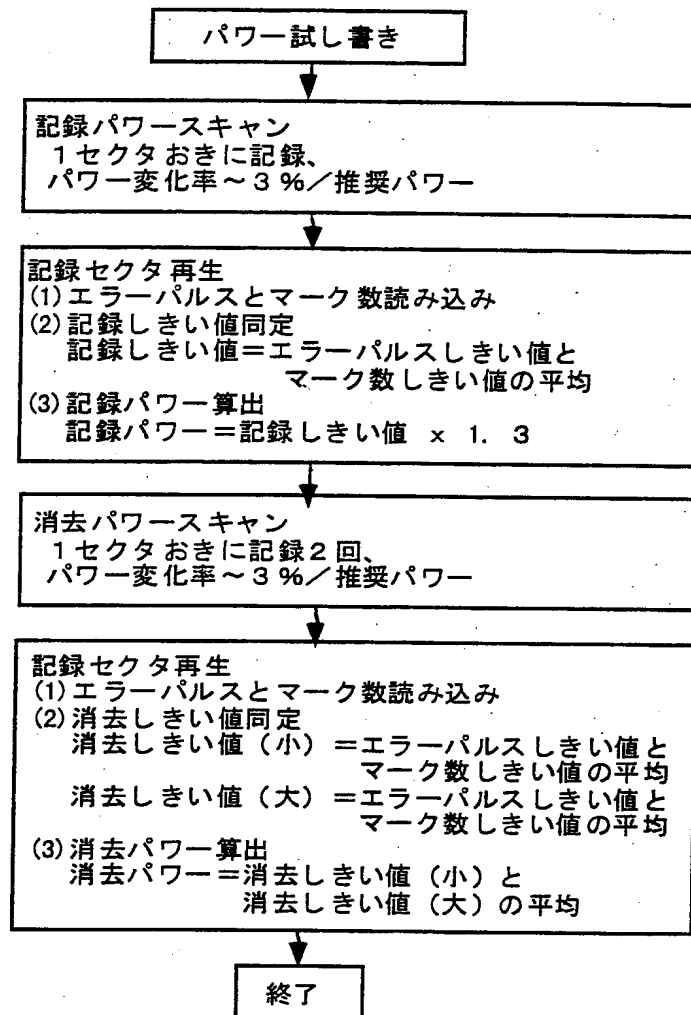 パワー試し書き
記録パワースキャン
1セクタおきに記録、
パワー変化率～3%／推奨パワー
記録セクタ再生
(1)エラーパルスとマーク数読み込み
(2)記録しきい値同定
記録しきい値＝エラーパルスしきい値と
マーク数しきい値の平均
(3)記録パワー算出
記録パワー＝記録しきい値 × 1. 3
消去パワースキャン
1セクタおきに記録2回、
パワー変化率～3%／推奨パワー
記録セクタ再生
(1)エラーパルスとマーク数読み込み
(2)消去しきい値同定
消去しきい値（小）＝エラーパルスしきい値と
マーク数しきい値の平均
消去しきい値（大）＝エラーパルスしきい値と
マーク数しきい値の平均
(3)消去パワー算出
消去パワー＝消去しきい値（小）と
消去しきい値（大）の平均
終了